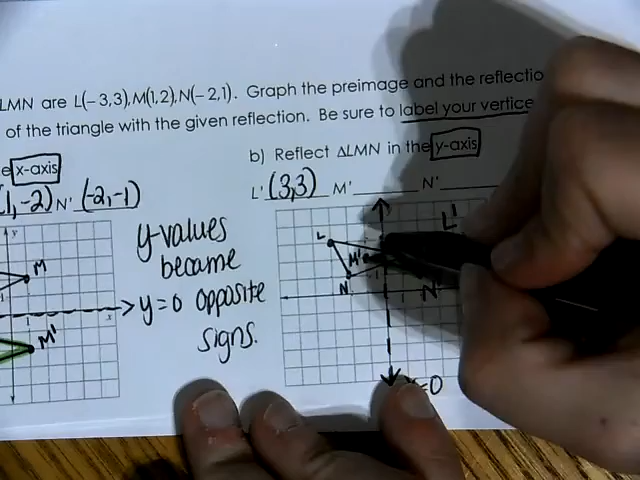 LMN are L(−3,3), M(1,2), N(−2,1). Graph the preimage and the reflectio
of the triangle with the given reflection. Be sure to label your vertice
e x-axis
b) Reflect ΔLMN in the y-axis
(1,-2) N' (-2,-1)
L' (3,3) M' N'
y-values
became
opposite
signs.
y=0
y
x
M
M'
L
M'
N
L'
N'
=0